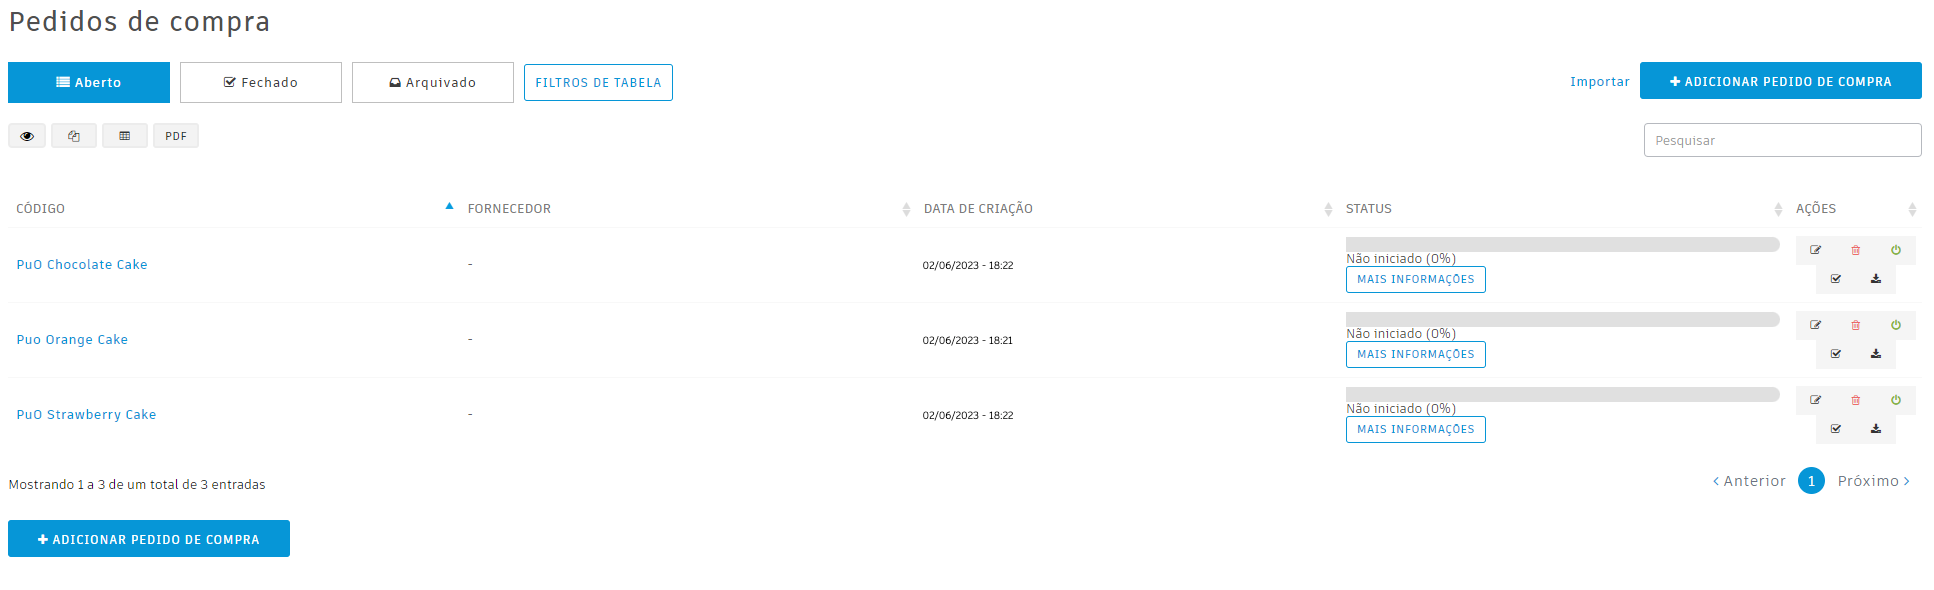 Pedidos de compra
Aberto Fechado Arquivado FILTROS DE TABELA Importar ADICIONAR PEDIDO DE COMPRA
PDF Pesquisar
CÓDIGO FORNECEDOR DATA DE CRIAÇÃO STATUS AÇÕES
PuO Chocolate Cake - 02/06/2023 - 18:22 Não iniciado (0%)
MAIS INFORMAÇÕES
Puo Orange Cake - 02/06/2023 - 18:21 Não iniciado (0%)
MAIS INFORMAÇÕES
PuO Strawberry Cake - 02/06/2023 - 18:22 Não iniciado (0%)
MAIS INFORMAÇÕES
Mostrando 1 a 3 de um total de 3 entradas ‹ Anterior 1 Próximo ›
ADICIONAR PEDIDO DE COMPRA